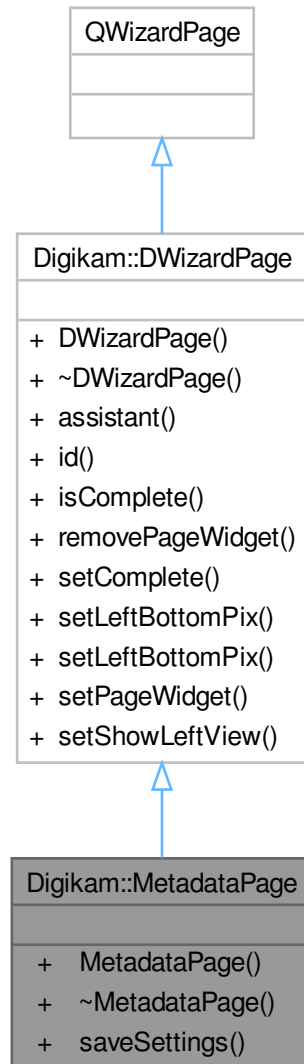 QWizardPage
Digikam::DWizardPage
+ DWizardPage()
+ ~DWizardPage()
+ assistant()
+ id()
+ isComplete()
+ removePageWidget()
+ setComplete()
+ setLeftBottomPix()
+ setLeftBottomPix()
+ setPageWidget()
+ setShowLeftView()
Digikam::MetadataPage
+ MetadataPage()
+ ~MetadataPage()
+ saveSettings()